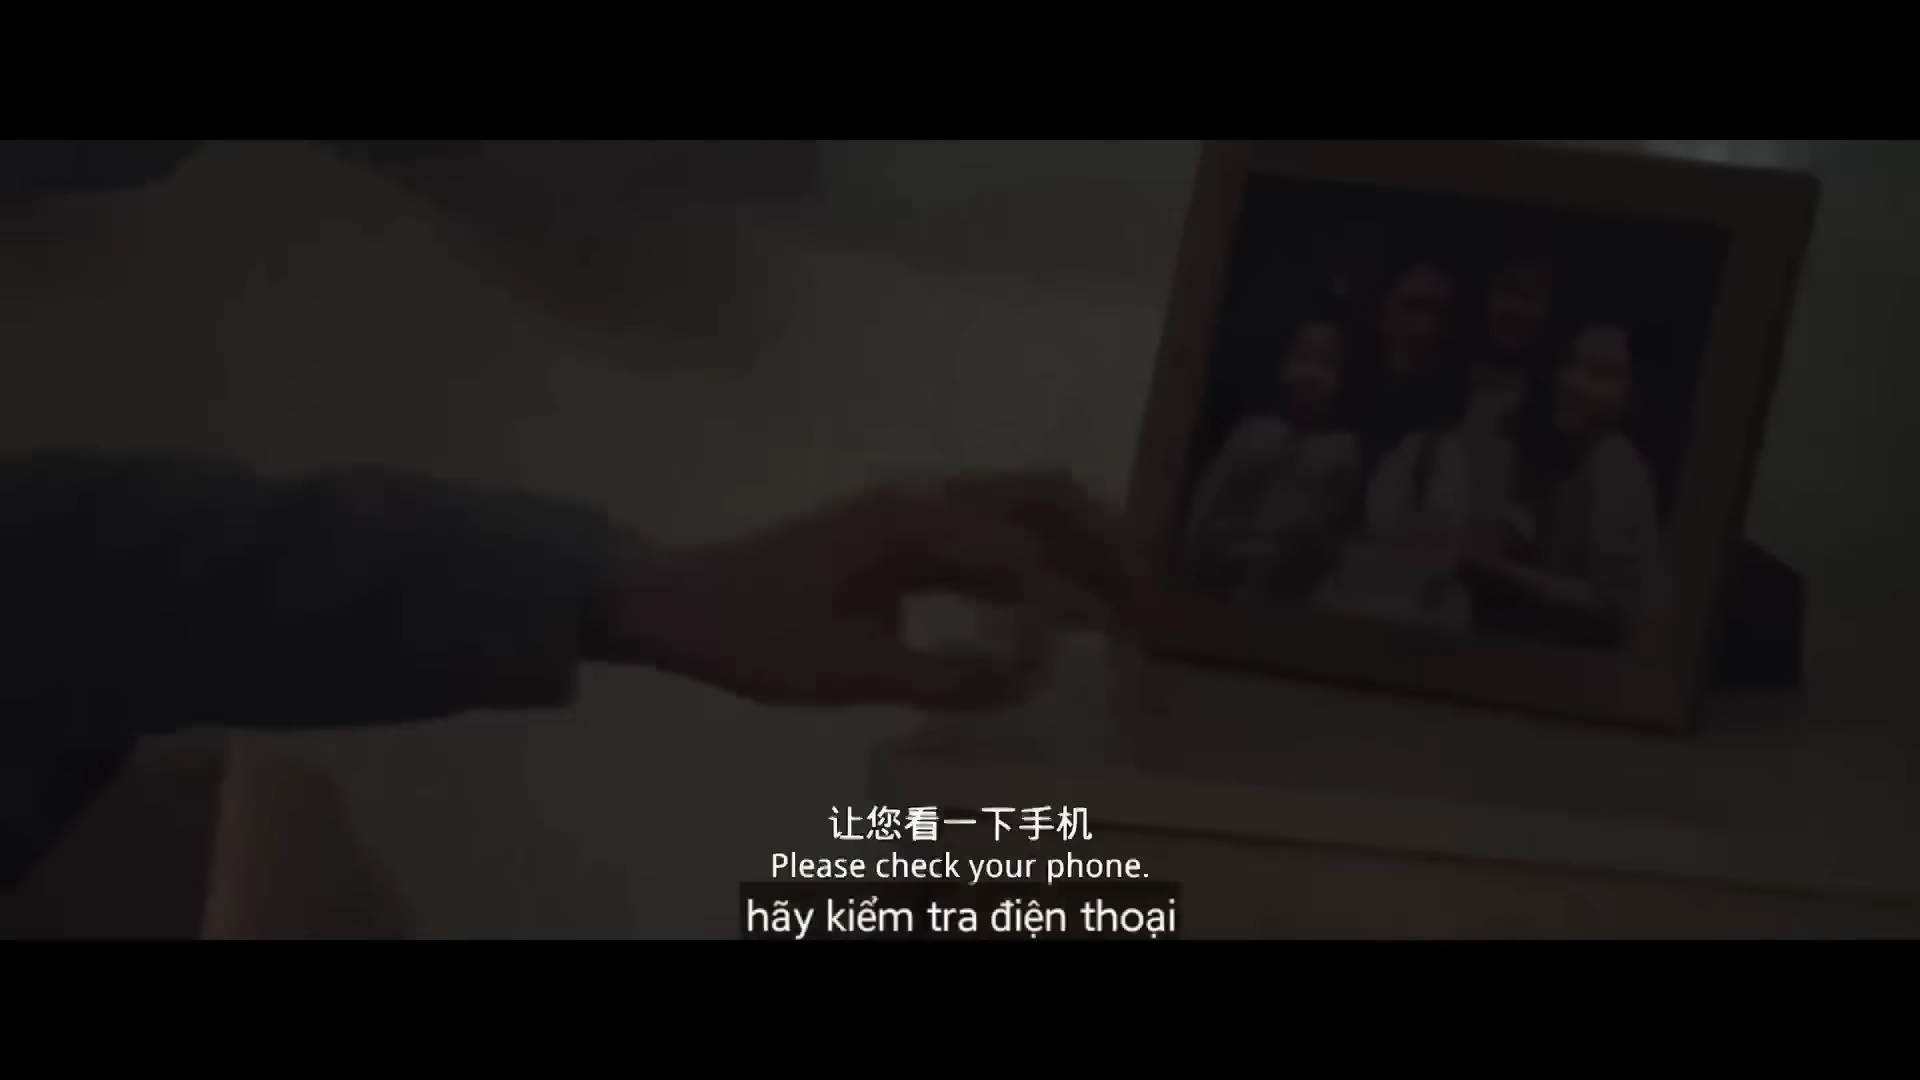 让您看一下手机
Please check your phone.
hãy kiểm tra điện thoại